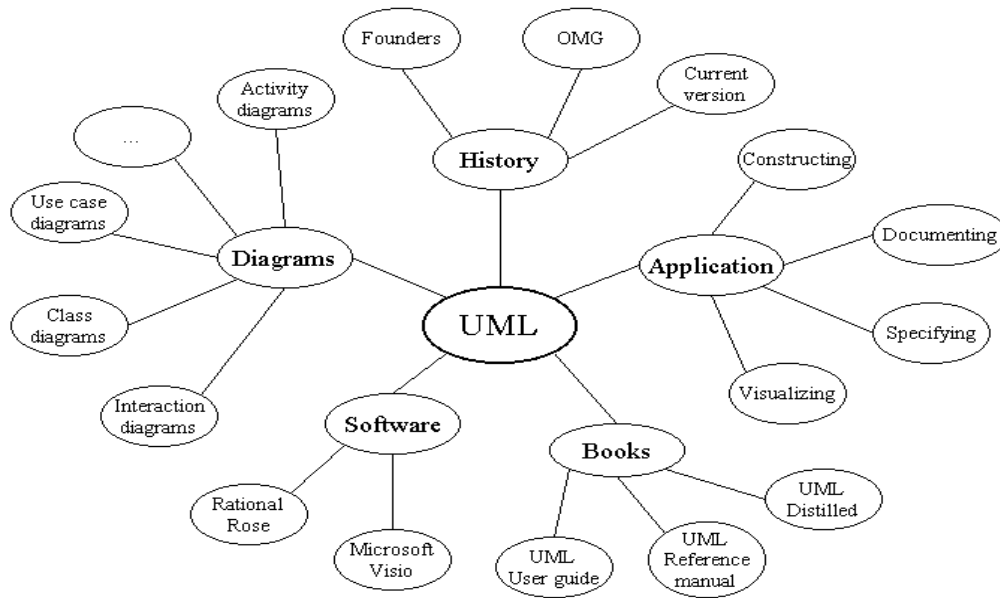 Founders
OMG
Current
version
Activity
diagrams
...
History
Constructing
Use case
diagrams
Documenting
Diagrams
Application
Class
diagrams
UML
Specifying
Interaction
diagrams
Visualizing
Software
Books
Rational
Rose
UML
Distilled
Microsoft
Visio
UML
User guide
UML
Reference
manual